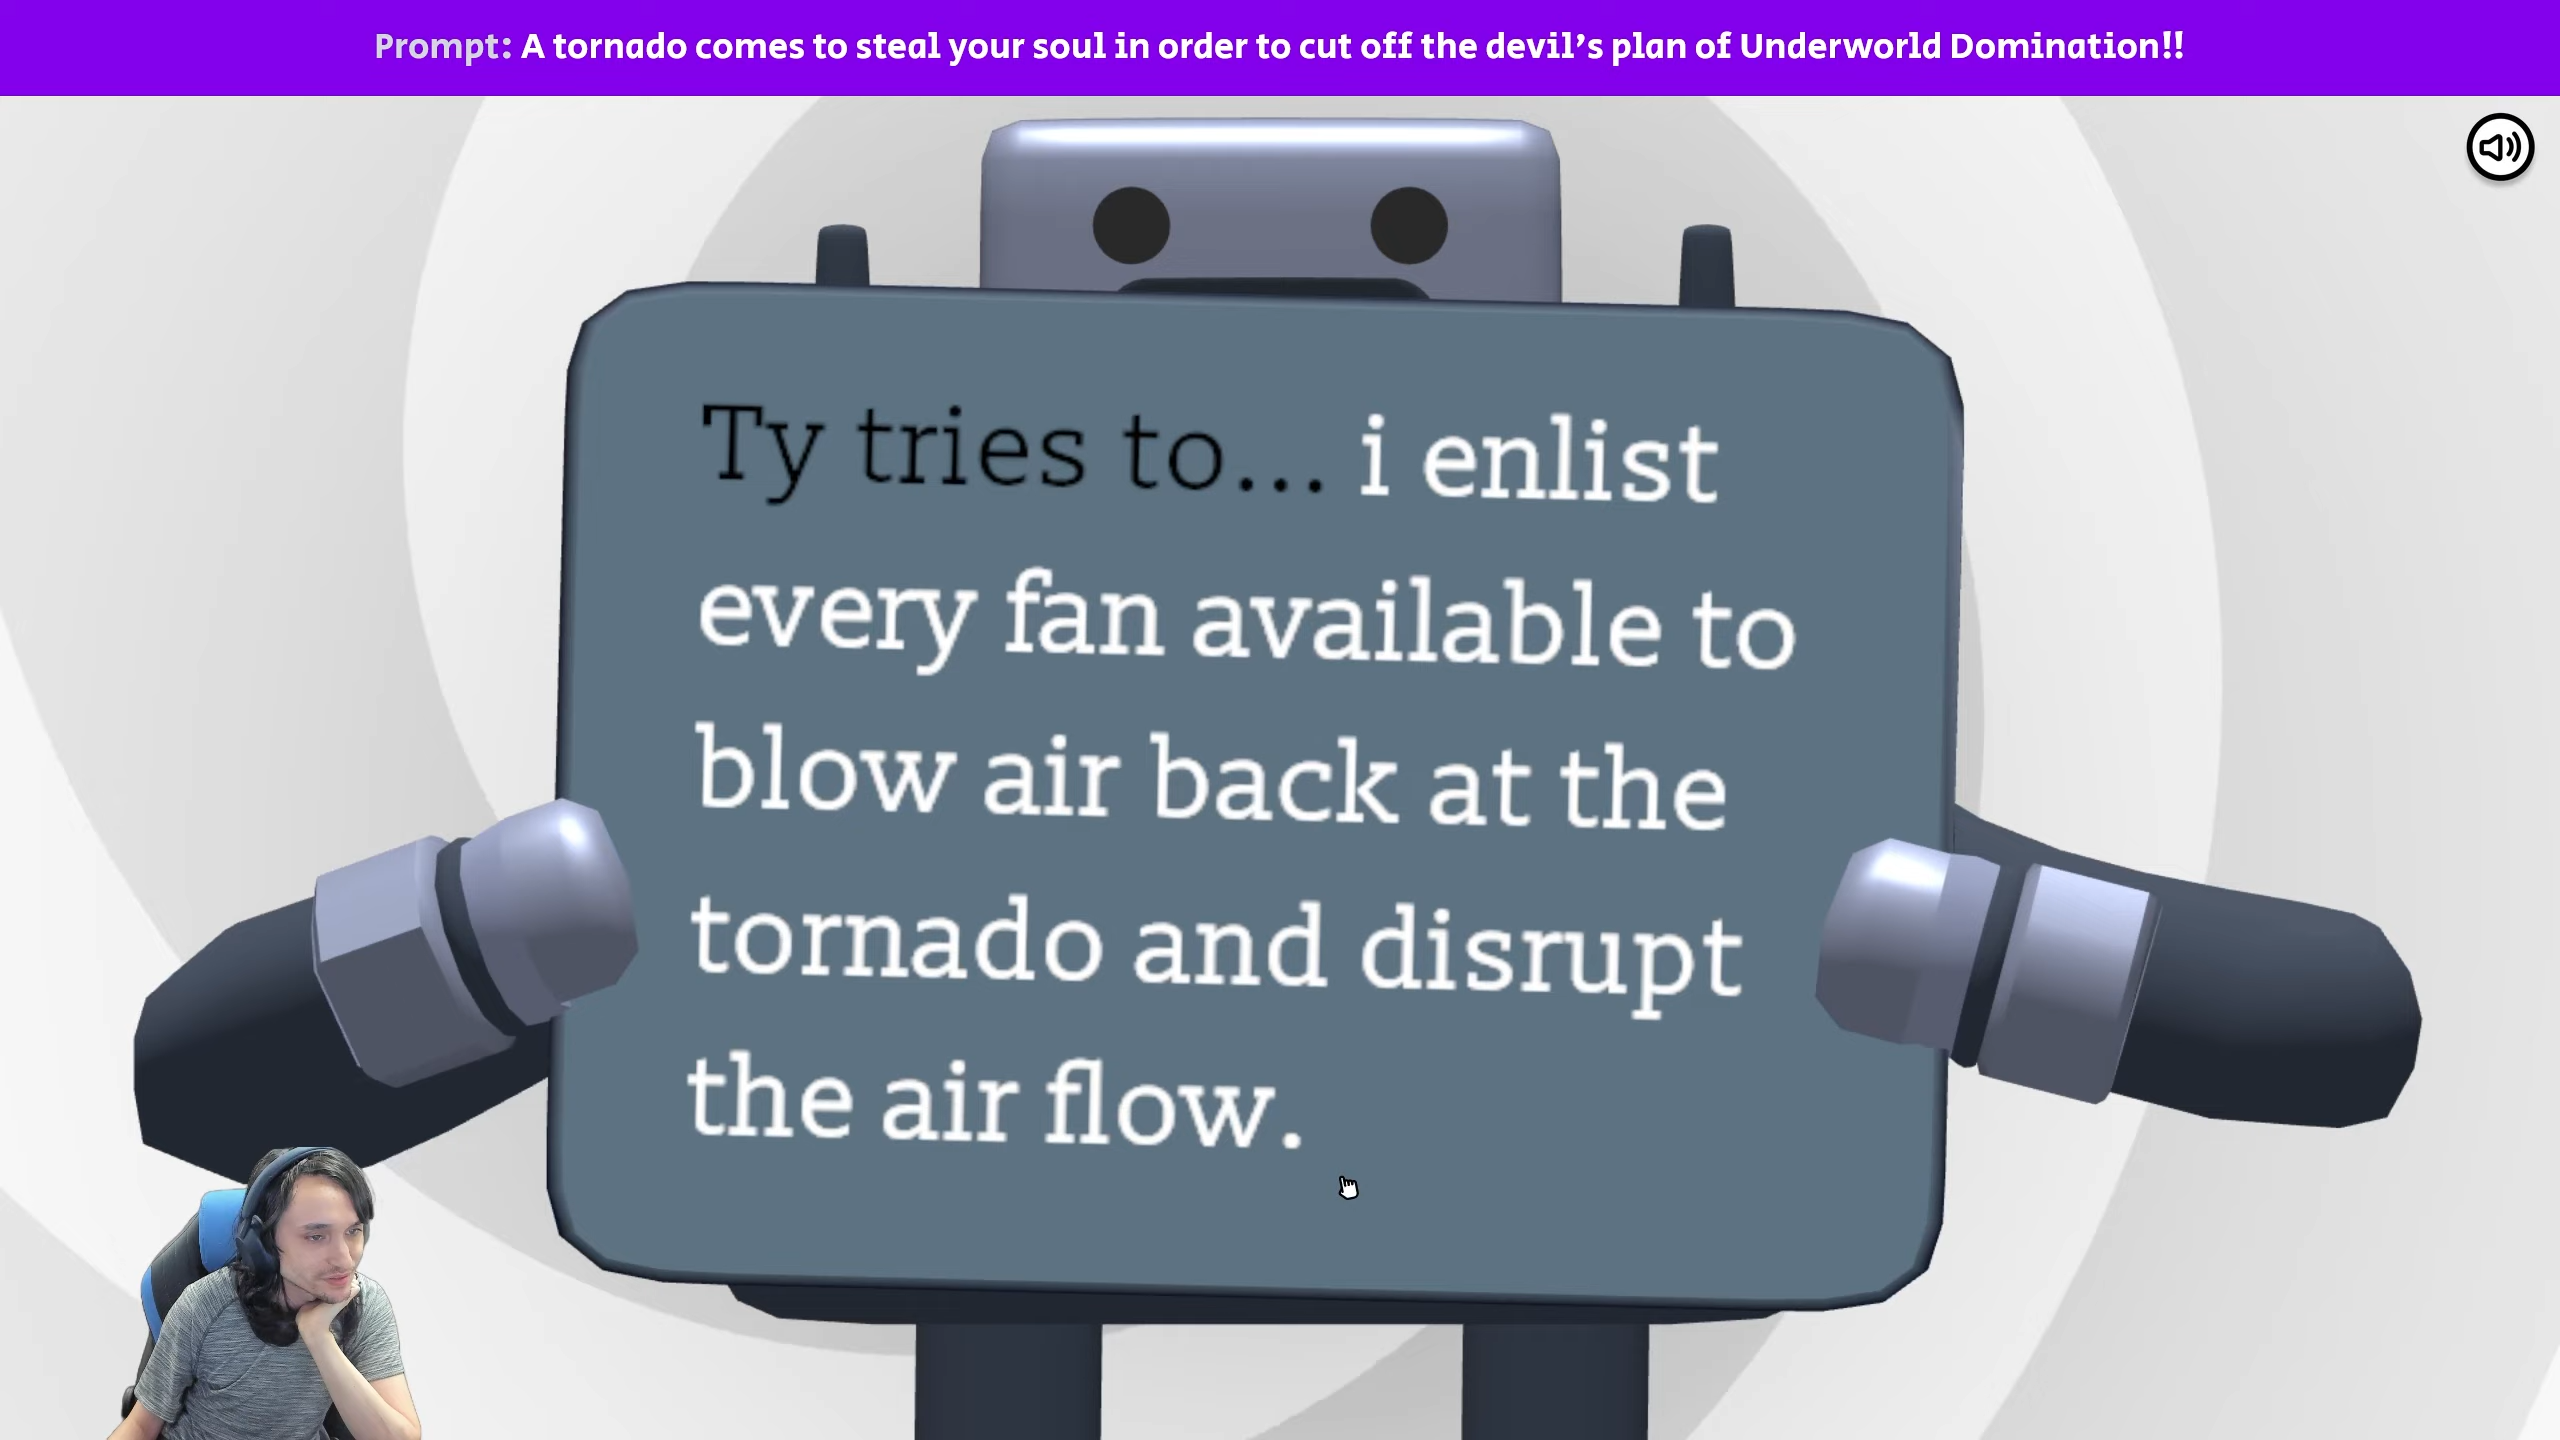 Prompt: A tornado comes to steal your soul in order to cut off the devil’s plan of Underworld Domination!!
Ty tries to... i enlist
every fan available to
blow air back at the
tornado and disrupt
the air flow.